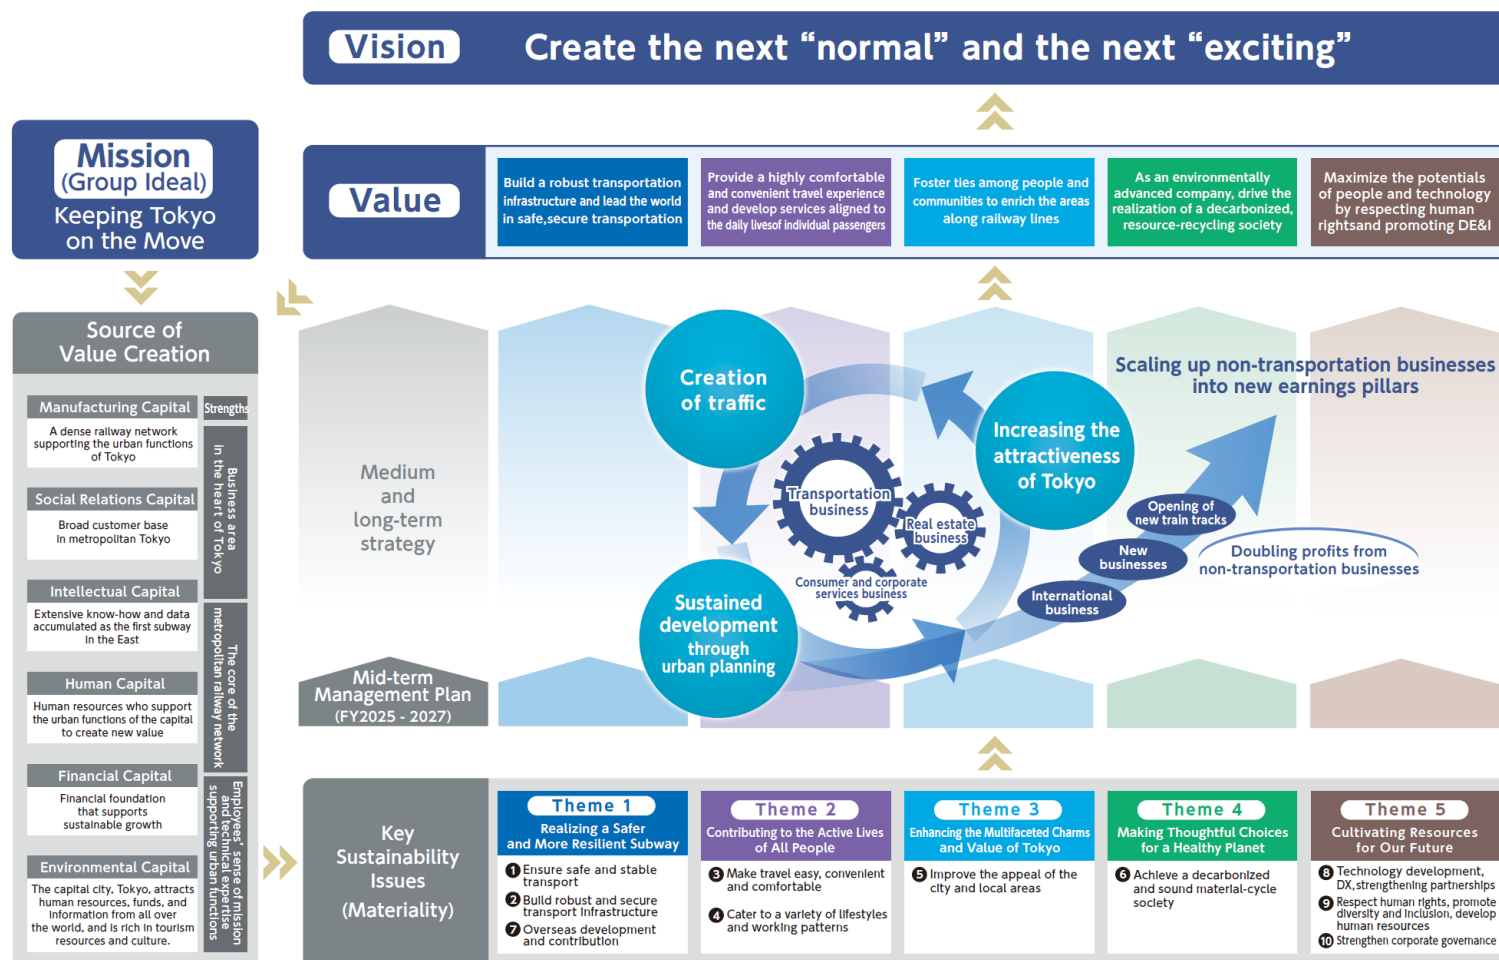 Vision
Create the next “normal” and the next “exciting”
Mission
(Group Ideal)
Keeping Tokyo
on the Move
Value
Build a robust transportation
infrastructure and lead the world
in safe,secure transportation
Provide a highly comfortable
and convenient travel experience
and develop services aligned to
the daily livesof individual passengers
Foster ties among people and
communities to enrich the areas
along railway lines
As an environmentally
advanced company, drive the
realization of a decarbonized,
resource-recycling society
Maximize the potentials
of people and technology
by respecting human
rightsand promoting DE&I
Source of
Value Creation
Manufacturing Capital
A dense railway network
supporting the urban functions
of Tokyo
Social Relations Capital
Broad customer base
in metropolitan Tokyo
Intellectual Capital
Extensive know-how and data
accumulated as the first subway
in the East
Human Capital
Human resources who support
the urban functions of the capital
to create new value
Financial Capital
Financial foundation
that supports
sustainable growth
Environmental Capital
The capital city, Tokyo, attracts
human resources, funds, and
information from all over
the world, and is rich in tourism
resources and culture.
Strengths
Business area
in the heart of Tokyo
The core of the
metropolitan railway network
Employees’ sense of mission
and technical expertise
supporting urban functions
Medium
and
long-term
strategy
Mid-term
Management Plan
(FY2025 - 2027)
Creation
of traffic
Increasing the
attractiveness
of Tokyo
Sustained
development
through
urban planning
Transportation
business
Real estate
business
Consumer and corporate
services business
Scaling up non-transportation businesses
into new earnings pillars
Opening of
new train tracks
New
businesses
International
business
Doubling profits from
non-transportation businesses
Key
Sustainability
Issues
(Materiality)
Theme 1
Realizing a Safer
and More Resilient Subway
1 Ensure safe and stable
transport
2 Build robust and secure
transport infrastructure
7 Overseas development
and contribution
Theme 2
Contributing to the Active Lives
of All People
3 Make travel easy, convenient
and comfortable
4 Cater to a variety of lifestyles
and working patterns
Theme 3
Enhancing the Multifaceted Charms
and Value of Tokyo
5 Improve the appeal of the
city and local areas
Theme 4
Making Thoughtful Choices
for a Healthy Planet
6 Achieve a decarbonized
and sound material-cycle
society
Theme 5
Cultivating Resources
for Our Future
8 Technology development,
DX,strengthening partnerships
9 Respect human rights, promote
diversity and inclusion, develop
human resources
10 Strengthen corporate governance